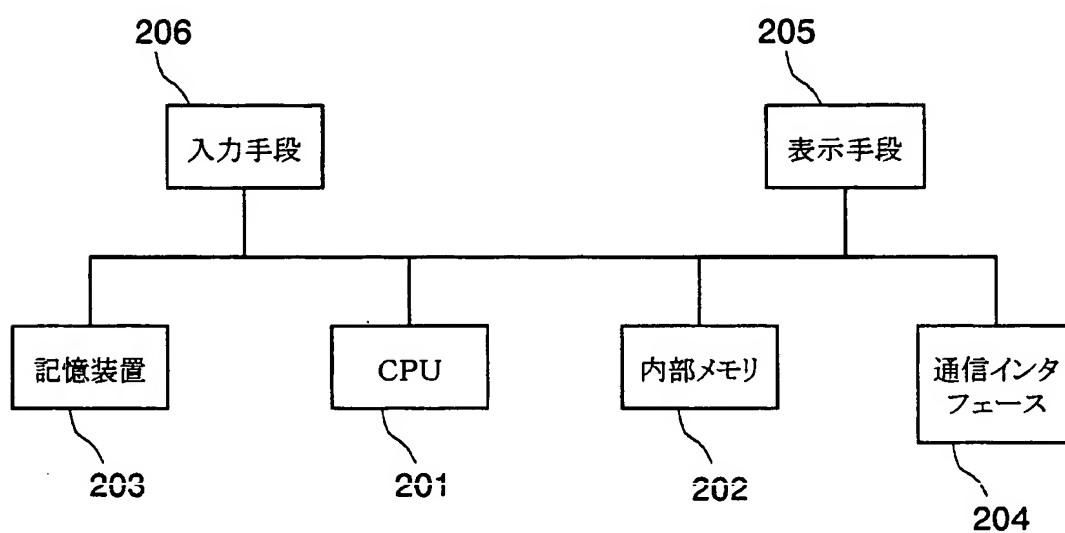 206
205
入力手段
表示手段
記憶装置
CPU
内部メモリ
通信インタ
フェース
203
201
202
204